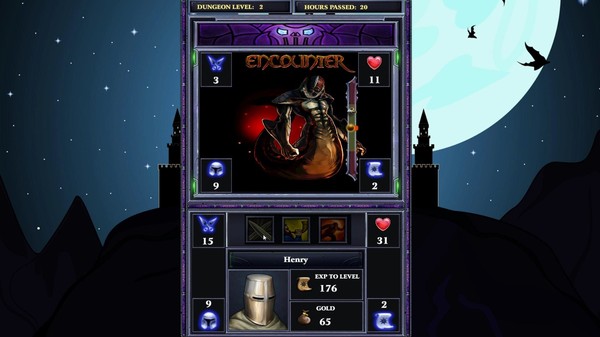 DUNGEON LEVEL: 2
HOURS PASSED: 20
ENCOUNTER
3
11
9
2
15
31
Henry
EXP TO LEVEL
176
9
2
GOLD
65